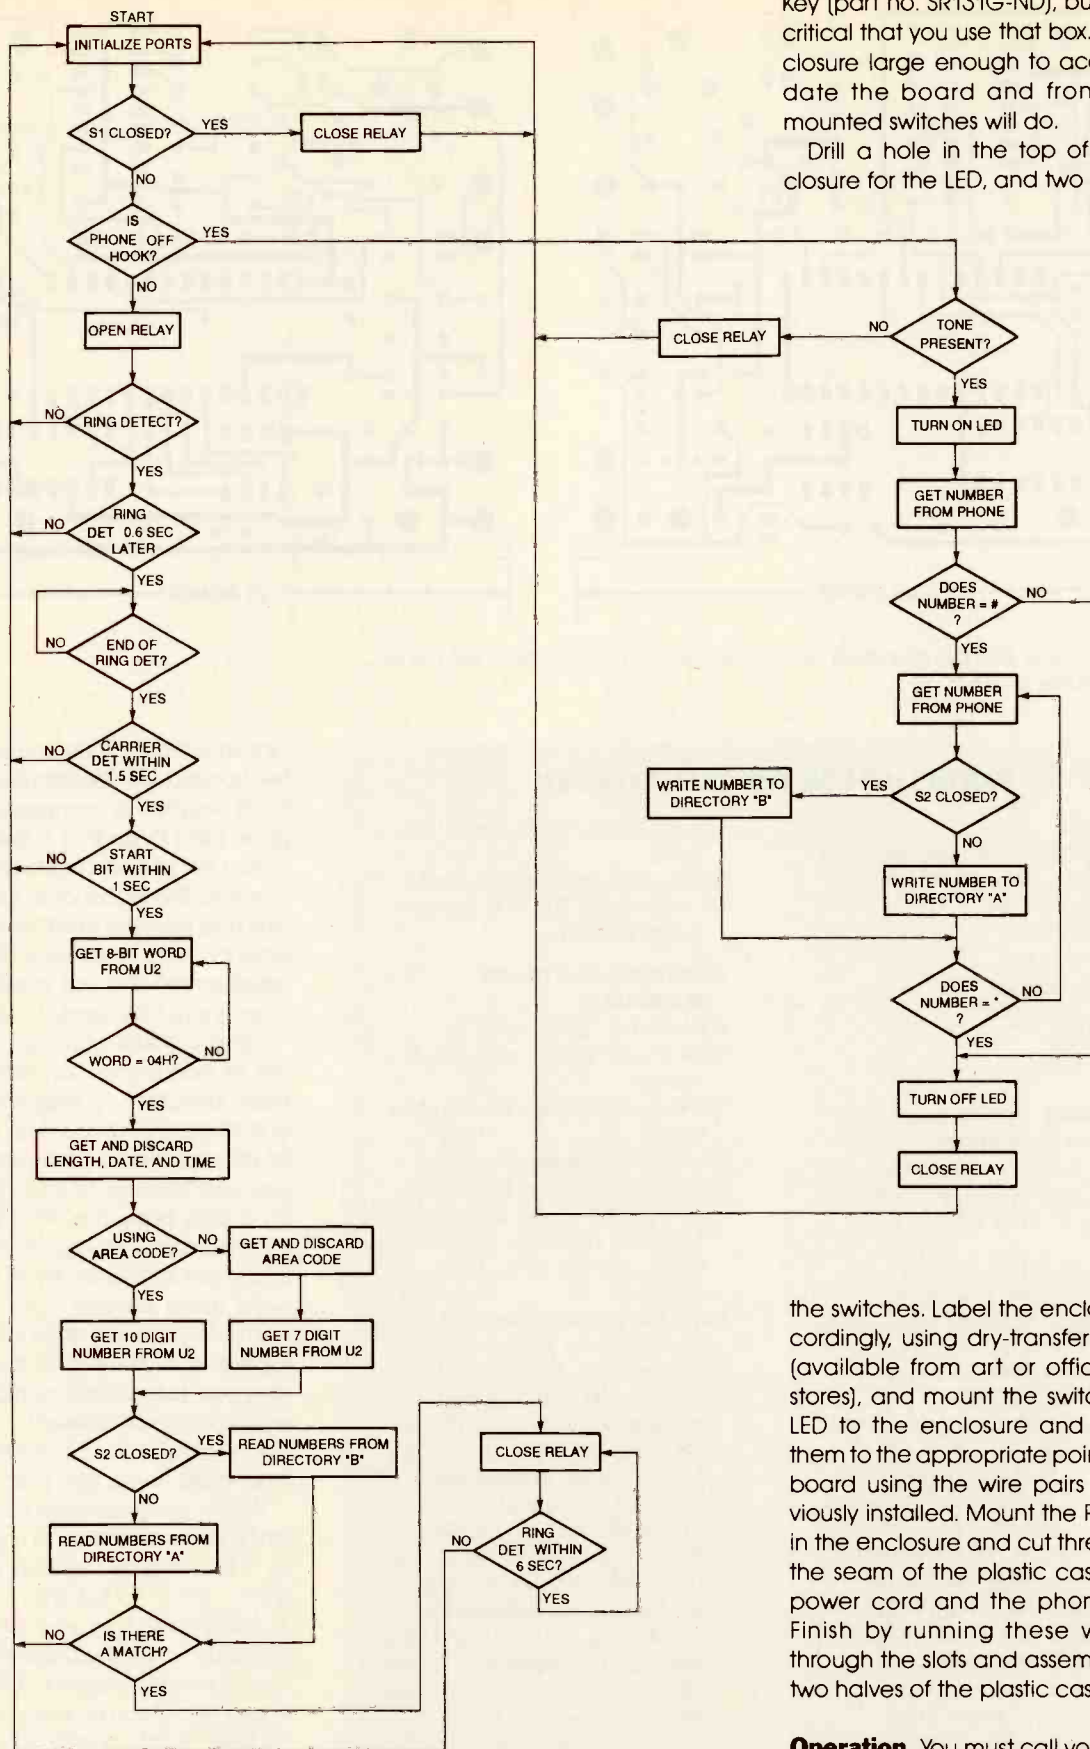 START
INITIALIZE PORTS
S1 CLOSED?
YES
CLOSE RELAY
NO
IS
PHONE OFF
HOOK?
YES
NO
OPEN RELAY
RING DETECT?
NO
YES
RING
DET 0.6 SEC
LATER
NO
YES
END OF
RING DET?
NO
YES
CARRIER
DET WITHIN
1.5 SEC
NO
YES
START
BIT WITHIN
1 SEC
NO
YES
GET 8-BIT WORD
FROM U2
WORD = 04H?
NO
YES
GET AND DISCARD
LENGTH, DATE, AND TIME
USING
AREA CODE?
NO
GET AND DISCARD
AREA CODE
YES
GET 10 DIGIT
NUMBER FROM U2
GET 7 DIGIT
NUMBER FROM U2
S2 CLOSED?
YES
READ NUMBERS FROM
DIRECTORY "B"
NO
READ NUMBERS FROM
DIRECTORY "A"
IS THERE
A MATCH?
NO
YES
CLOSE RELAY
RING
DET WITHIN
6 SEC?
NO
YES
TONE
PRESENT?
NO
CLOSE RELAY
YES
TURN ON LED
GET NUMBER
FROM PHONE
DOES
NUMBER = #
?
NO
YES
GET NUMBER
FROM PHONE
S2 CLOSED?
YES
WRITE NUMBER TO
DIRECTORY "B"
NO
WRITE NUMBER TO
DIRECTORY "A"
DOES
NUMBER = *
?
NO
YES
TURN OFF LED
CLOSE RELAY
Key (part no. SR131G-ND), bu
critical that you use that box.
closure large enough to acc
date the board and fron
mounted switches will do.
Drill a hole in the top of
closure for the LED, and two
the switches. Label the enclo
cordingly, using dry-transfer
(available from art or offic
stores), and mount the switc
LED to the enclosure and
them to the appropriate poin
board using the wire pairs
viously installed. Mount the P
in the enclosure and cut thre
the seam of the plastic cas
power cord and the phon
Finish by running these v
through the slots and assem
two halves of the plastic cas
Operation. You must call yo